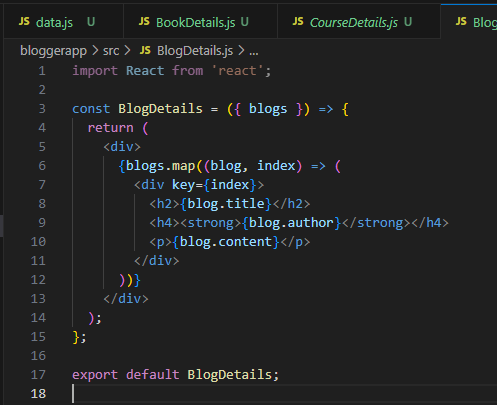 JS data.js U JS BookDetails.js U JS CourseDetails.js U JS Blog
bloggerapp > src > JS BlogDetails.js > ...
1 import React from 'react';
2
3 const BlogDetails = ({ blogs }) => {
4   return (
5     <div>
6       {blogs.map((blog, index) => (
7         <div key={index}>
8           <h2>{blog.title}</h2>
9           <h4><strong>{blog.author}</strong></h4>
10           <p>{blog.content}</p>
11         </div>
12       ))}
13     </div>
14   );
15 };
16
17 export default BlogDetails;
18